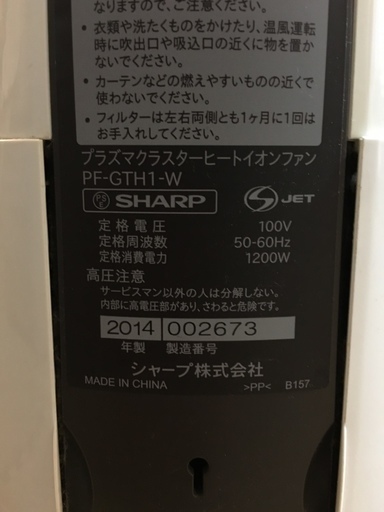 なりますので、ご注意ください。
● 衣類や洗たくものをかけたり、温風運転
時に吹出口や吸込口の近くに物を置か
ないでください。
● カーテンなどの燃えやすいものの近くで
使わないでください。
● フィルターは左右両側とも1ヶ月に1回は
お手入れしてください。
プラズマクラスターヒートイオンファン
PF-GTH1-W
PSE SHARP S JET
定格電圧 100V
定格周波数 50-60Hz
定格消費電力 1200W
高圧注意
サービスマン以外の人は分解しない。
内部に高電圧部があり、さわると危険です。
2014 002673
年製 製造番号
シャープ株式会社
MADE IN CHINA >PP< B157